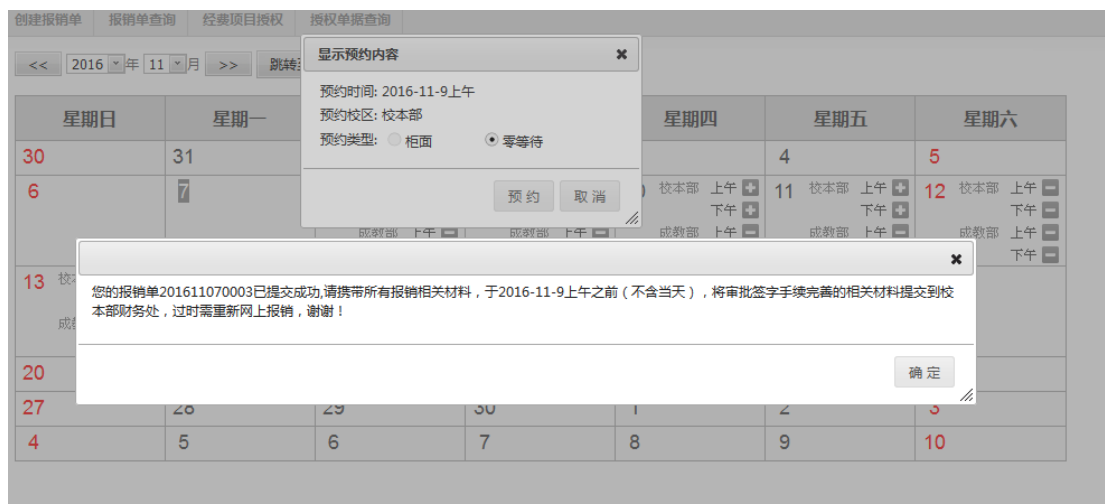 创建报销单 报销单查询 经费项目授权 授权单据查询
<< 2016 年 11 月 >> 跳转
显示预约内容
预约时间: 2016-11-9上午
预约校区: 校本部
预约类型: 柜面 零等待
预 约 取 消
星期日 星期一 星期四 星期五 星期六
30 31 4 5
6 7 校本部 上午 11 校本部 上午 12 校本部 上午
下午 下午 下午
成教部 上午 成教部 上午 成教部 上午 成教部 上午 成教部 上午
下午
您的报销单201611070003已提交成功,请携带所有报销相关材料，于2016-11-9上午之前（不含当天），将审批签字手续完善的相关材料提交到校
本部财务处，过时需重新网上报销，谢谢！
确 定
13
20
27 28 29 30 1 2 3
4 5 6 7 8 9 10